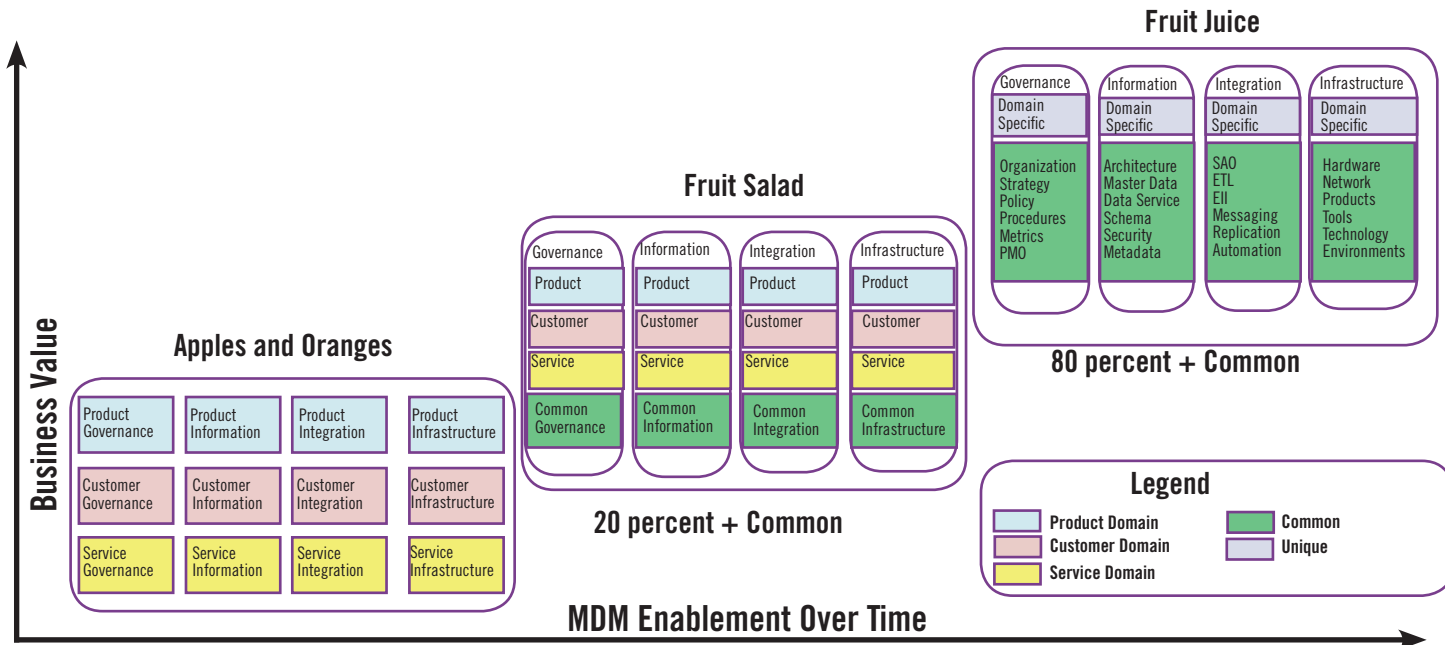 Fruit Juice
Governance
Information
Integration
Infrastructure
Domain
Specific
Domain
Specific
Domain
Specific
Domain
Specific
Organization
Strategy
Policy
Procedures
Metrics
PMO
Architecture
Master Data
Data Service
Schema
Security
Metadata
SAO
ETL
EII
Messaging
Replication
Automation
Hardware
Network
Products
Tools
Technology
Environments
80 percent + Common
Fruit Salad
Governance
Information
Integration
Infrastructure
Product
Product
Product
Product
Customer
Customer
Customer
Customer
Service
Service
Service
Service
Common
Governance
Common
Information
Common
Integration
Common
Infrastructure
20 percent + Common
Apples and Oranges
Product
Governance
Product
Information
Product
Integration
Product
Infrastructure
Customer
Governance
Customer
Information
Customer
Integration
Customer
Infrastructure
Service
Governance
Service
Information
Service
Integration
Service
Infrastructure
Business Value
MDM Enablement Over Time
Legend
Product Domain
Customer Domain
Service Domain
Common
Unique